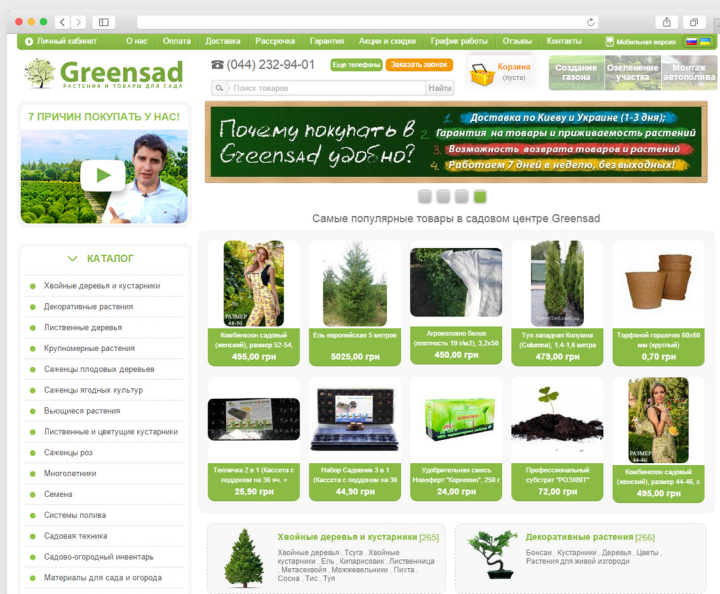 Личный кабинет
О нас
Оплата
Доставка
Рассрочка
Гарантия
Акции и скидки
График работы
Отзывы
Контакты
Мобильная версия
Greensad
РАСТЕНИЯ И ТОВАРЫ ДЛЯ САДА
(044) 232-94-01
Еще телефоны
Заказать звонок
Поиск товаров
Найти
Корзина
(пусто)
Создание
газона
Озеленение
участка
Монтаж
автополива
7 ПРИЧИН ПОКУПАТЬ У НАС!
Почему покупать в
Greensad удобно?
1. Доставка по Киеву и Украине (1-3 дня);
2. Гарантия на товары и приживаемость растений
3. Возможность возврата товаров и растений
4. Работаем 7 дней в неделю, без выходных!
Самые популярные товары в садовом центре Greensad
КАТАЛОГ
Хвойные деревья и кустарники
Декоративные растения
Лиственные деревья
Крупномерные растения
Саженцы плодовых деревьев
Саженцы ягодных культур
Вьющиеся растения
Лиственные и цветущие кустарники
Саженцы роз
Многолетники
Семена
Системы полива
Садовая техника
Садово-огородный инвентарь
Материалы для сада и огорода
РАЗМЕР
48-50
Комбинезон садовый
(женский), размер 52-54,
495,00 грн
Ель европейская 5 метров
5025,00 грн
Агроволокно белое
(плотность 19 г/м2), 3,2х50
450,00 грн
Туя западная Колумна
(Columna), 1,4-1,6 метра
479,00 грн
Торфяной горшочек 60х60
мм (круглый)
0,70 грн
Тепличка 2 в 1 (Кассета с
поддоном на 36 яч. +
25,90 грн
Набор Садовник 3 в 1
(Кассета с поддоном на 36
44,90 грн
Удобрительная смесь
Новоферт "Корневин", 250 г
24,00 грн
Профессиональный
субстрат "РОЗКВІТ"
72,00 грн
РАЗМЕР
44-46
Комбинезон садовый
(женский), размер 44-46, с
495,00 грн
Хвойные деревья и кустарники [265]
Хвойные деревья , Тсуга , Хвойные
кустарники , Ель , Кипарисовик , Лиственница
, Метасеквойя , Можжевельники , Пихта ,
Сосна , Тис , Туя
Декоративные растения [266]
Бонсаи , Кустарники , Деревья , Цветы ,
Растения для живой изгороди